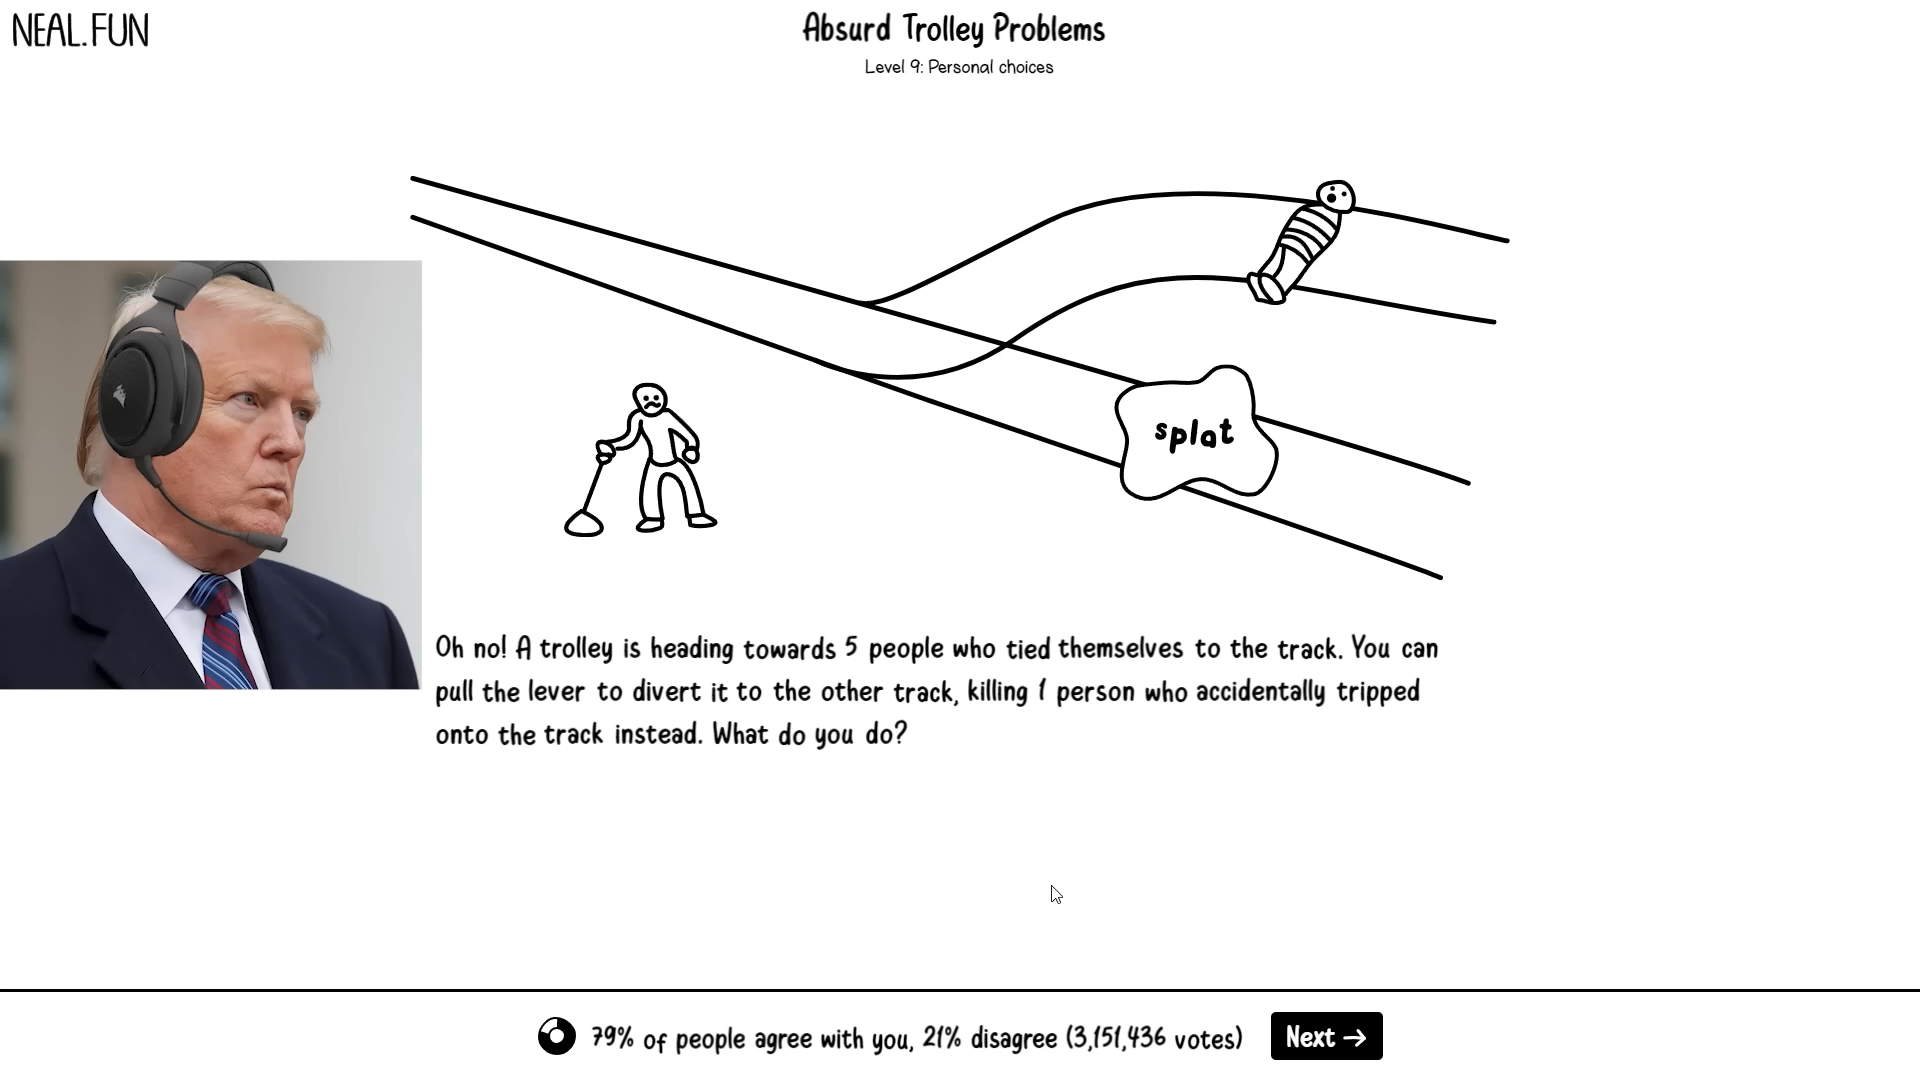 NEAL.FUN
Absurd Trolley Problems
Level 9: Personal choices
splat
Oh no! A trolley is heading towards 5 people who tied themselves to the track. You can
pull the lever to divert it to the other track, killing 1 person who accidentally tripped
onto the track instead. What do you do?
79% of people agree with you, 21% disagree (3,151,436 votes)
Next →